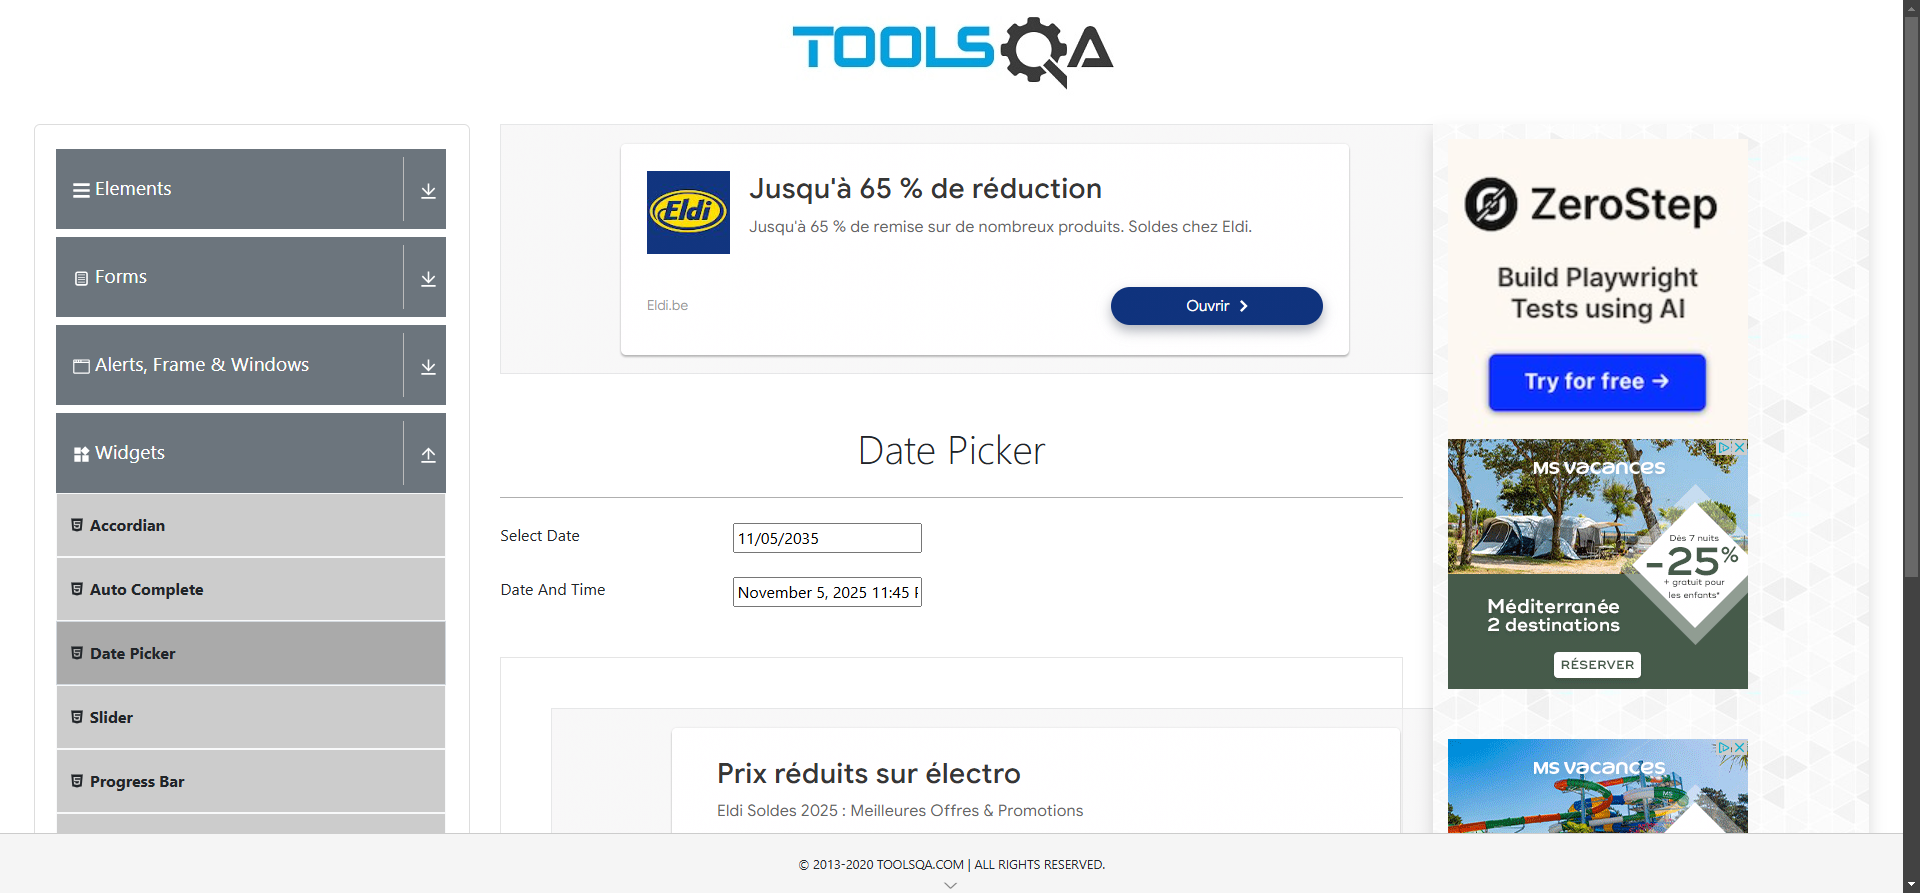 TOOLSQA
Elements
Forms
Alerts, Frame & Windows
Widgets
Accordian
Auto Complete
Date Picker
Slider
Progress Bar
Eldi
Jusqu'à 65 % de réduction
Jusqu'à 65 % de remise sur de nombreux produits. Soldes chez Eldi.
Eldi.be
Ouvrir
Date Picker
Select Date
11/05/2035
Date And Time
November 5, 2025 11:45
Prix réduits sur électro
Eldi Soldes 2025 : Meilleures Offres & Promotions
ZeroStep
Build Playwright
Tests using AI
Try for free →
MS VACANCES
Dès 7 nuits
-25%
+ gratuit pour
les enfants*
Méditerranée
2 destinations
RÉSERVER
MS VACANCES
© 2013-2020 TOOLSQA.COM | ALL RIGHTS RESERVED.